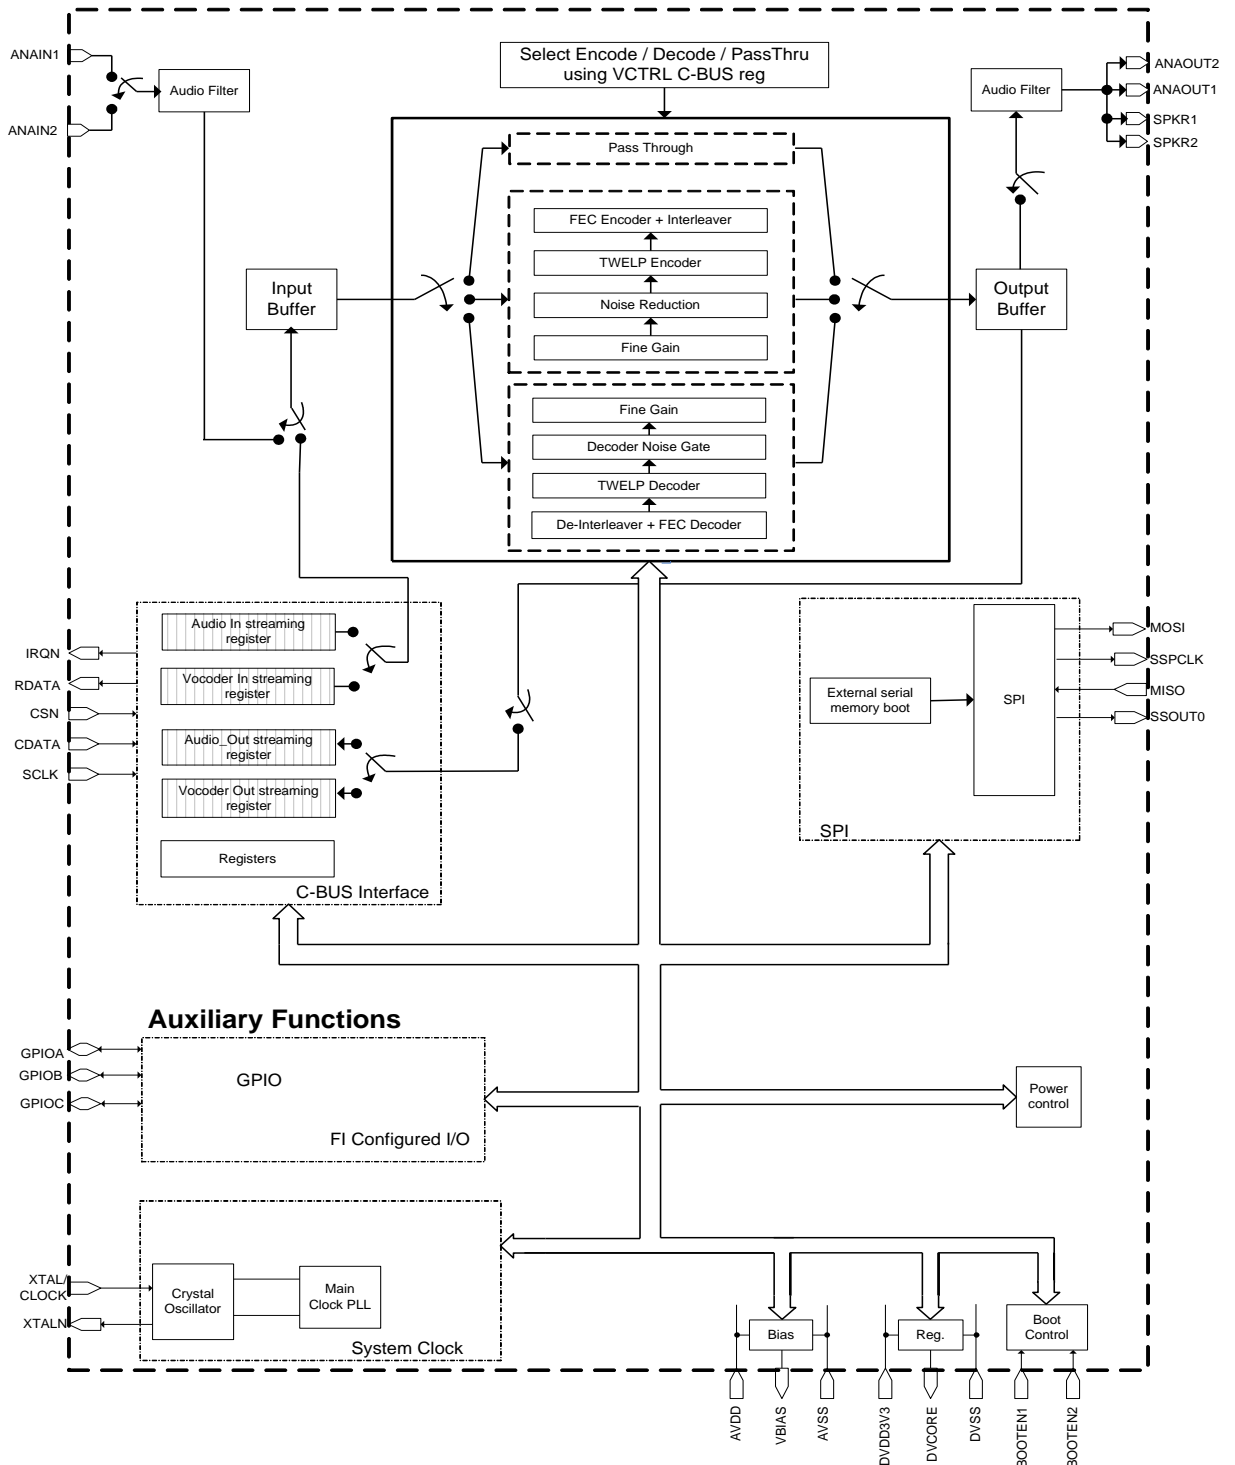 ANAIN1
ANAIN2
Audio Filter
Select Encode / Decode / PassThru
using VCTRL C-BUS reg
Audio Filter
ANAOUT2
ANAOUT1
SPKR1
SPKR2
Pass Through
FEC Encoder + Interleaver
TWELP Encoder
Noise Reduction
Fine Gain
Input
Buffer
Output
Buffer
Fine Gain
Decoder Noise Gate
TWELP Decoder
De-Interleaver + FEC Decoder
IRQN
RDATA
CSN
CDATA
SCLK
Audio In streaming
register
Vocoder In streaming
register
Audio_Out streaming
register
Vocoder Out streaming
register
Registers
C-BUS Interface
External serial
memory boot
SPI
SPI
MOSI
SSPCLK
MISO
SSOUT0
Auxiliary Functions
GPIOA
GPIOB
GPIOC
GPIO
FI Configured I/O
Power
control
XTAL/
CLOCK
XTALN
Crystal
Oscillator
Main
Clock PLL
System Clock
Bias
Reg.
Boot
Control
AVDD
VBIAS
AVSS
DVDD3V3
DVCORE
DVSS
BOOTEN1
BOOTEN2